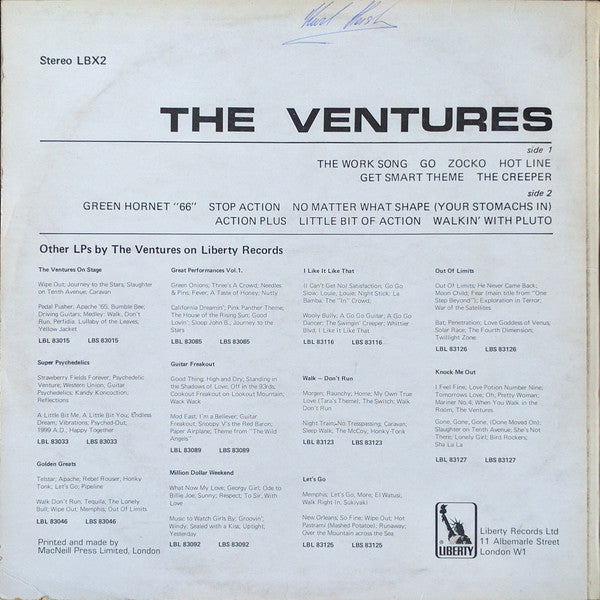 Stereo LBX2
THE VENTURES
side 1
THE WORK SONG GO ZOCKO HOT LINE
GET SMART THEME THE CREEPER
side 2
GREEN HORNET "66" STOP ACTION NO MATTER WHAT SHAPE (YOUR STOMACHS IN)
ACTION PLUS LITTLE BIT OF ACTION WALKIN' WITH PLUTO
Other LPs by The Ventures on Liberty Records
The Ventures On Stage
Wipe Out; Journey to the Stars; Slaughter
on Tenth Avenue; Caravan
Pedal Pusher; Apache '65; Bumble Bee;
Driving Guitars; Medley: Walk, Don't
Run, Perfidia, Lullaby of the Leaves,
Yellow Jacket
LBL 83015 LBS 83015
Super Psychedelics
Strawberry Fields Forever; Psychedelic
Venture; Western Union; Guitar
Psychedelics; Kandy Koncoction;
Reflections
A Little Bit Me, A Little Bit You; Endless
Dream; Vibrations; Psyched-Out;
1999 A.D.; Happy Together
LBL 83033 LBS 83033
Golden Greats
Telstar; Apache; Rebel Rouser; Honky
Tonk; Let's Go; Pipeline
Walk Don't Run; Tequila; The Lonely
Bull; Wipe Out; Memphis; Out Of Limits
LBL 83046 LBS 83046
Printed and made by
MacNeill Press Limited, London
Great Performances Vol.1.
Green Onions; Three's A Crowd; Needles
& Pins; Fever; A Taste of Honey; Nutty
California Dreamin'; Pink Panther Theme;
The House of the Rising Sun; Good
Lovin'; Sloop John B.; Journey to the
Stars
LBL 83085 LBS 83085
Guitar Freakout
Good Thing; High and Dry; Standing in
the Shadows of Love; Off in the 93rds;
Cookout Freakout on Lookout Mountain;
Wack Wack
Mod East; I'm a Believer; Guitar
Freakout; Snoopy V's the Red Baron;
Paper Airplane; Theme from "The Wild
Angels"
LBL 83089 LBS 83089
Million Dollar Weekend
What Now My Love; Georgy Girl; Ode to
Billie Joe; Sunny; Respect; To Sir, With
Love
Music to Watch Girls By; Groovin';
Windy; Sealed with a Kiss; Uptight;
Yesterday
LBL 83092 LBS 83092
I Like It Like That
(I Can't Get No) Satisfaction; Go Go
Slow; Louie, Louie; Night Stick; La
Bamba; The "In" Crowd;
Wooly Bully; A Go Go Guitar; A Go Go
Dancer; The Swingin' Creeper; Whittier
Blvd, I Like It Like That
LBL 83116 LBS 83116
Walk – Don't Run
Morgen; Raunchy; Home; My Own True
Love (Tara's Theme); The Switch; Walk
Don't Run
Night Train; No Trespassing; Caravan;
Sleep Walk; The McCoy; Honky-Tonk
LBL 83123 LBS 83123
Let's Go
Memphis; Let's Go; More; El Watusi;
Walk Right In; Sukiyaki
New Orleans; So Fine; Wipe Out; Hot
Pastrami (Mashed Potatoe); Runaway;
Over the Mountain across the Sea
LBL 83125 LBS 83125
Out Of Limits
Out Of Limits; He Never Came Back;
Moon Child; Fear (main title from "One
Step Beyond"); Exploration in Terror;
War of the Satellites
Bat; Penetration; Love Goddess of Venus;
Solar Race; The Fourth Dimension;
Twilight Zone
LBL 83126 LBS 83126
Knock Me Out
I Feel Fine; Love Potion Number Nine;
Tomorrows Love; Oh, Pretty Woman;
Mariner No.4; When You Walk in the
Room, The Ventures
Gone, Gone, Gone, (Done Moved On);
Slaughter on Tenth Avenue; She's Not
There; Lonely Girl; Bird Rockers;
Sha La La
LBL 83127 LBS 83127
LIBERTY
Liberty Records Ltd
11 Albemarle Street
London W1